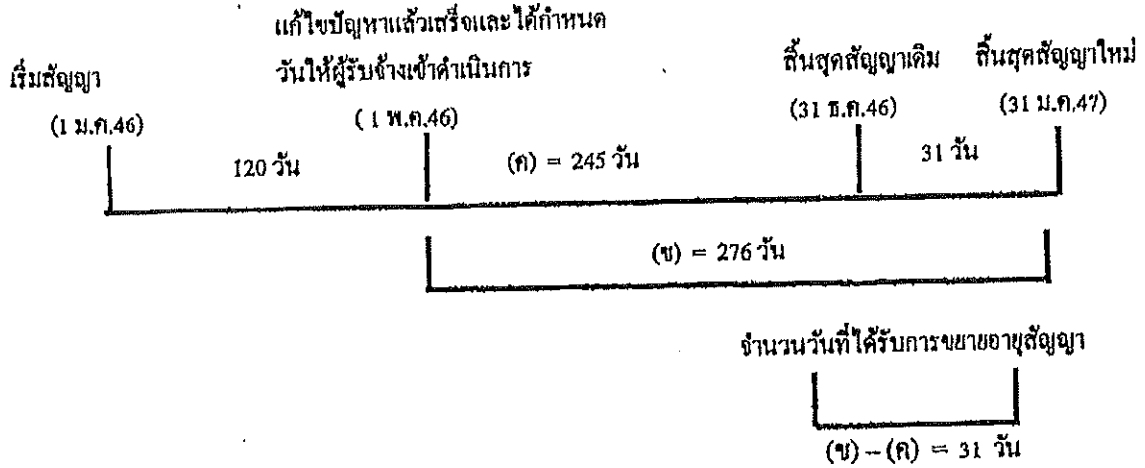 แก้ไขปัญหาแล้วเสร็จและได้กำหนด
วันให้ผู้รับจ้างเข้าดำเนินการ
เริ่มสัญญา
สิ้นสุดสัญญาเดิม สิ้นสุดสัญญาใหม่
(1 ม.ค.46) (1 พ.ค.46) (31 ธ.ค.46) (31 ม.ค.47)
120 วัน (ค) = 245 วัน 31 วัน
(ช) = 276 วัน
จำนวนวันที่ได้รับการขยายอายุสัญญา
(ช) – (ค) = 31 วัน